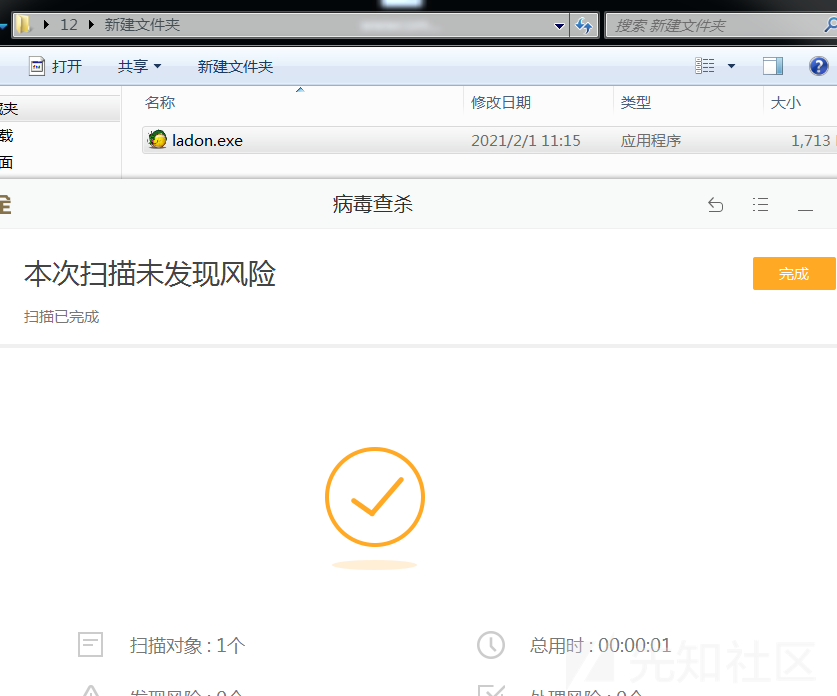 12 新建文件夹 搜索 新建文件夹
打开 共享 新建文件夹
名称 修改日期 类型 大小
藏夹
载
面
ladon.exe 2021/2/1 11:15 应用程序 1,713
病毒查杀
本次扫描未发现风险
完成
扫描已完成
扫描对象 : 1个 总用时 : 00:00:01
发现风险 : 0个 处理风险 : 0个
先知社区